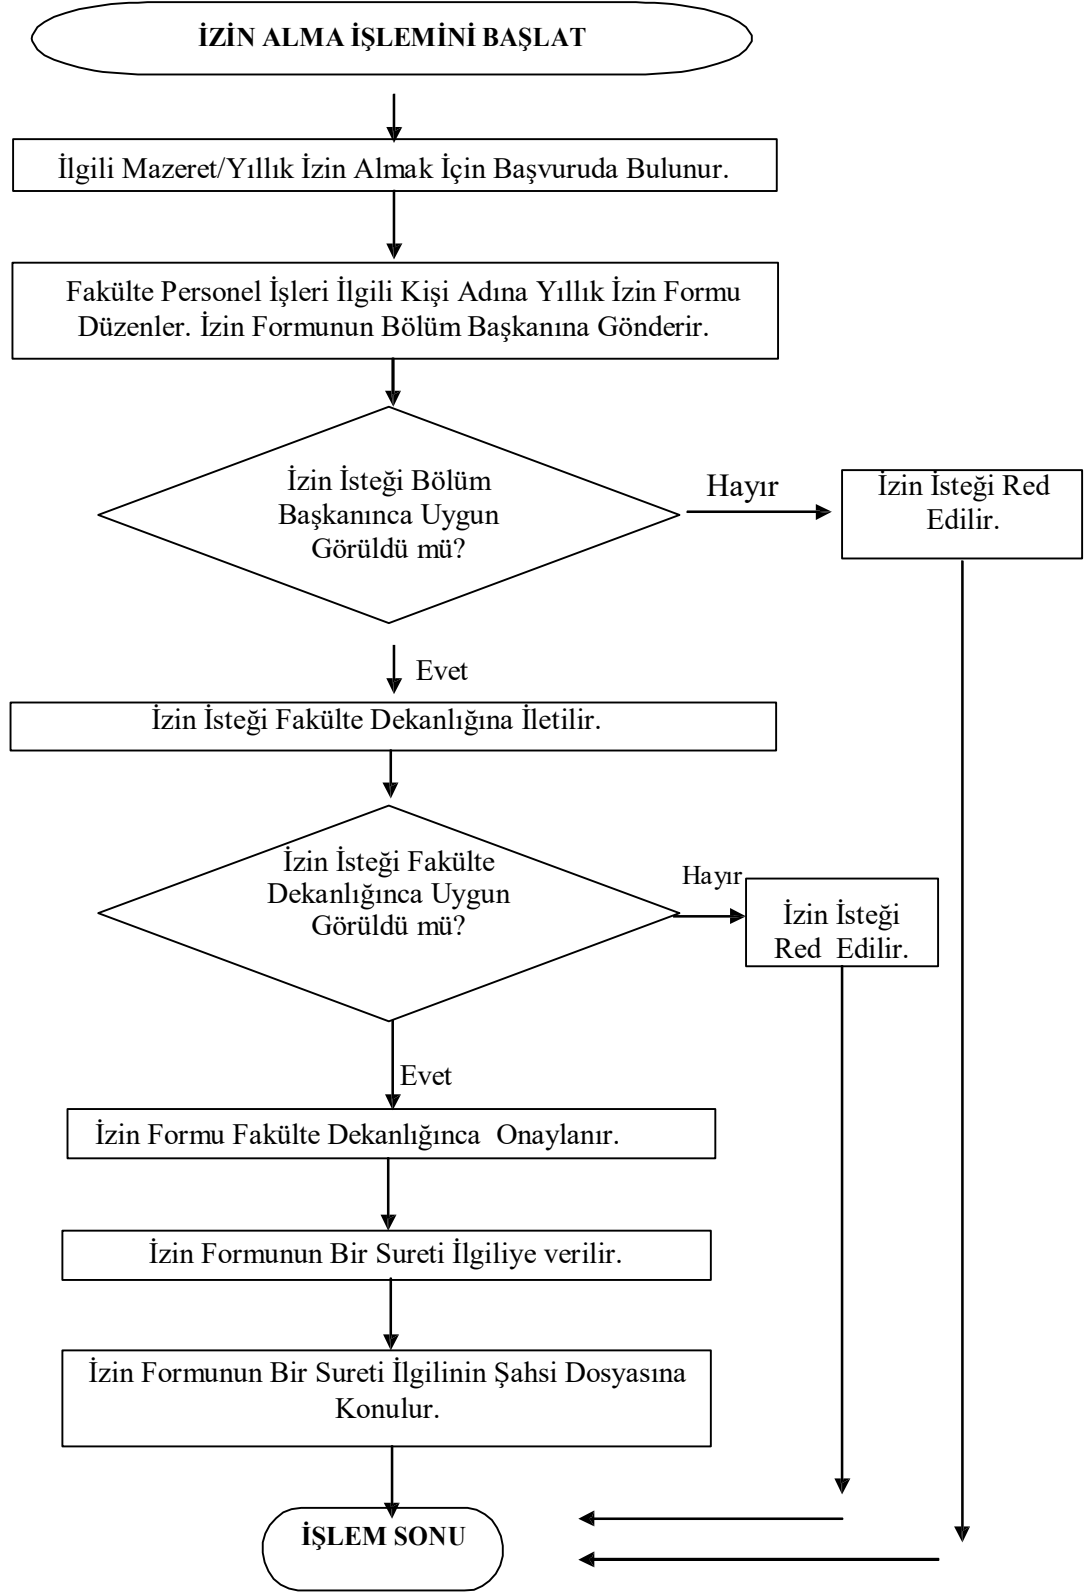 İZİN ALMA İŞLEMİNİ BAŞLAT
İlgili Mazeret/Yıllık İzin Almak İçin Başvuruda Bulunur.
Fakülte Personel İşleri İlgili Kişi Adına Yıllık İzin Formu
Düzenler. İzin Formunun Bölüm Başkanına Gönderir.
İzin İsteği Bölüm
Başkanınca Uygun
Görüldü mü?
Hayır
İzin İsteği Red
Edilir.
Evet
İzin İsteği Fakülte Dekanlığına İletilir.
İzin İsteği Fakülte
Dekanlığınca Uygun
Görüldü mü?
Hayır
İzin İsteği
Red  Edilir.
Evet
İzin Formu Fakülte Dekanlığınca  Onaylanır.
İzin Formunun Bir Sureti İlgiliye verilir.
İzin Formunun Bir Sureti İlgilinin Şahsi Dosyasına
Konulur.
İŞLEM SONU